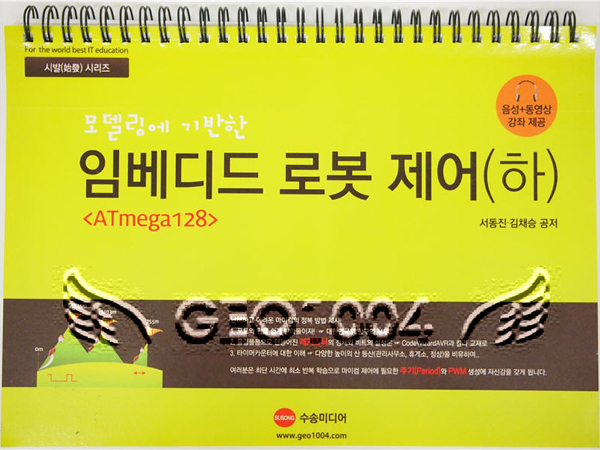 For the world best IT education
시발(始發) 시리즈
음성+동영상
강좌 제공
모델링에 기반한
임베디드 로봇 제어(하)
<ATmega128>
서동진·김채승 공저
GEO1004
0m
3. 타이마카운터에 대한 이해 → 다양한 높이의 산 등산(관리사무소, 휴게소, 정상)를 비유하여..
여러분은 최단 시간에 최소 반복 학습으로 마이컴 제어에 필요한 주기(Period)와 PWM 생성에 자신감을 갖게 됩니다.
SUSONG 수송미디어
www.geo1004.com